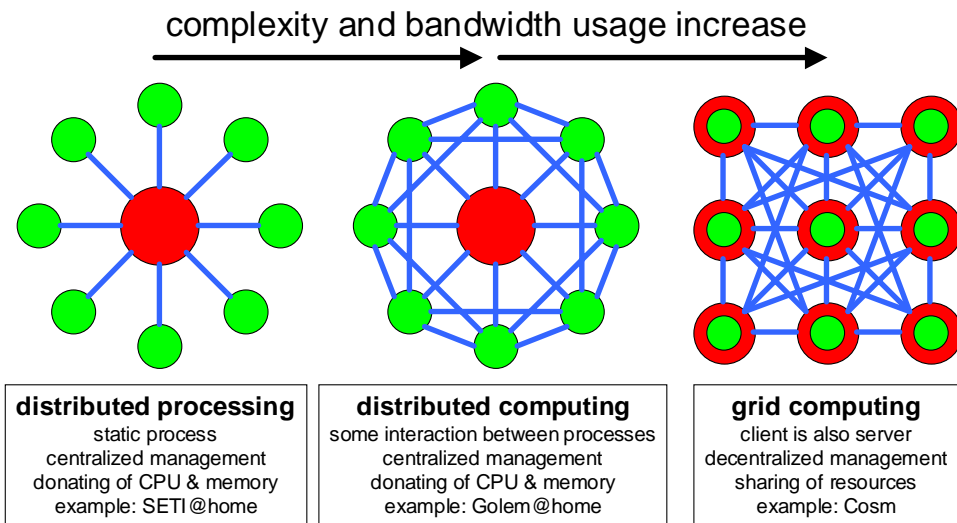 complexity and bandwidth usage increase
distributed processing
static process
centralized management
donating of CPU & memory
example: SETI@home
distributed computing
some interaction between processes
centralized management
donating of CPU & memory
example: Golem@home
grid computing
client is also server
decentralized management
sharing of resources
example: Cosm